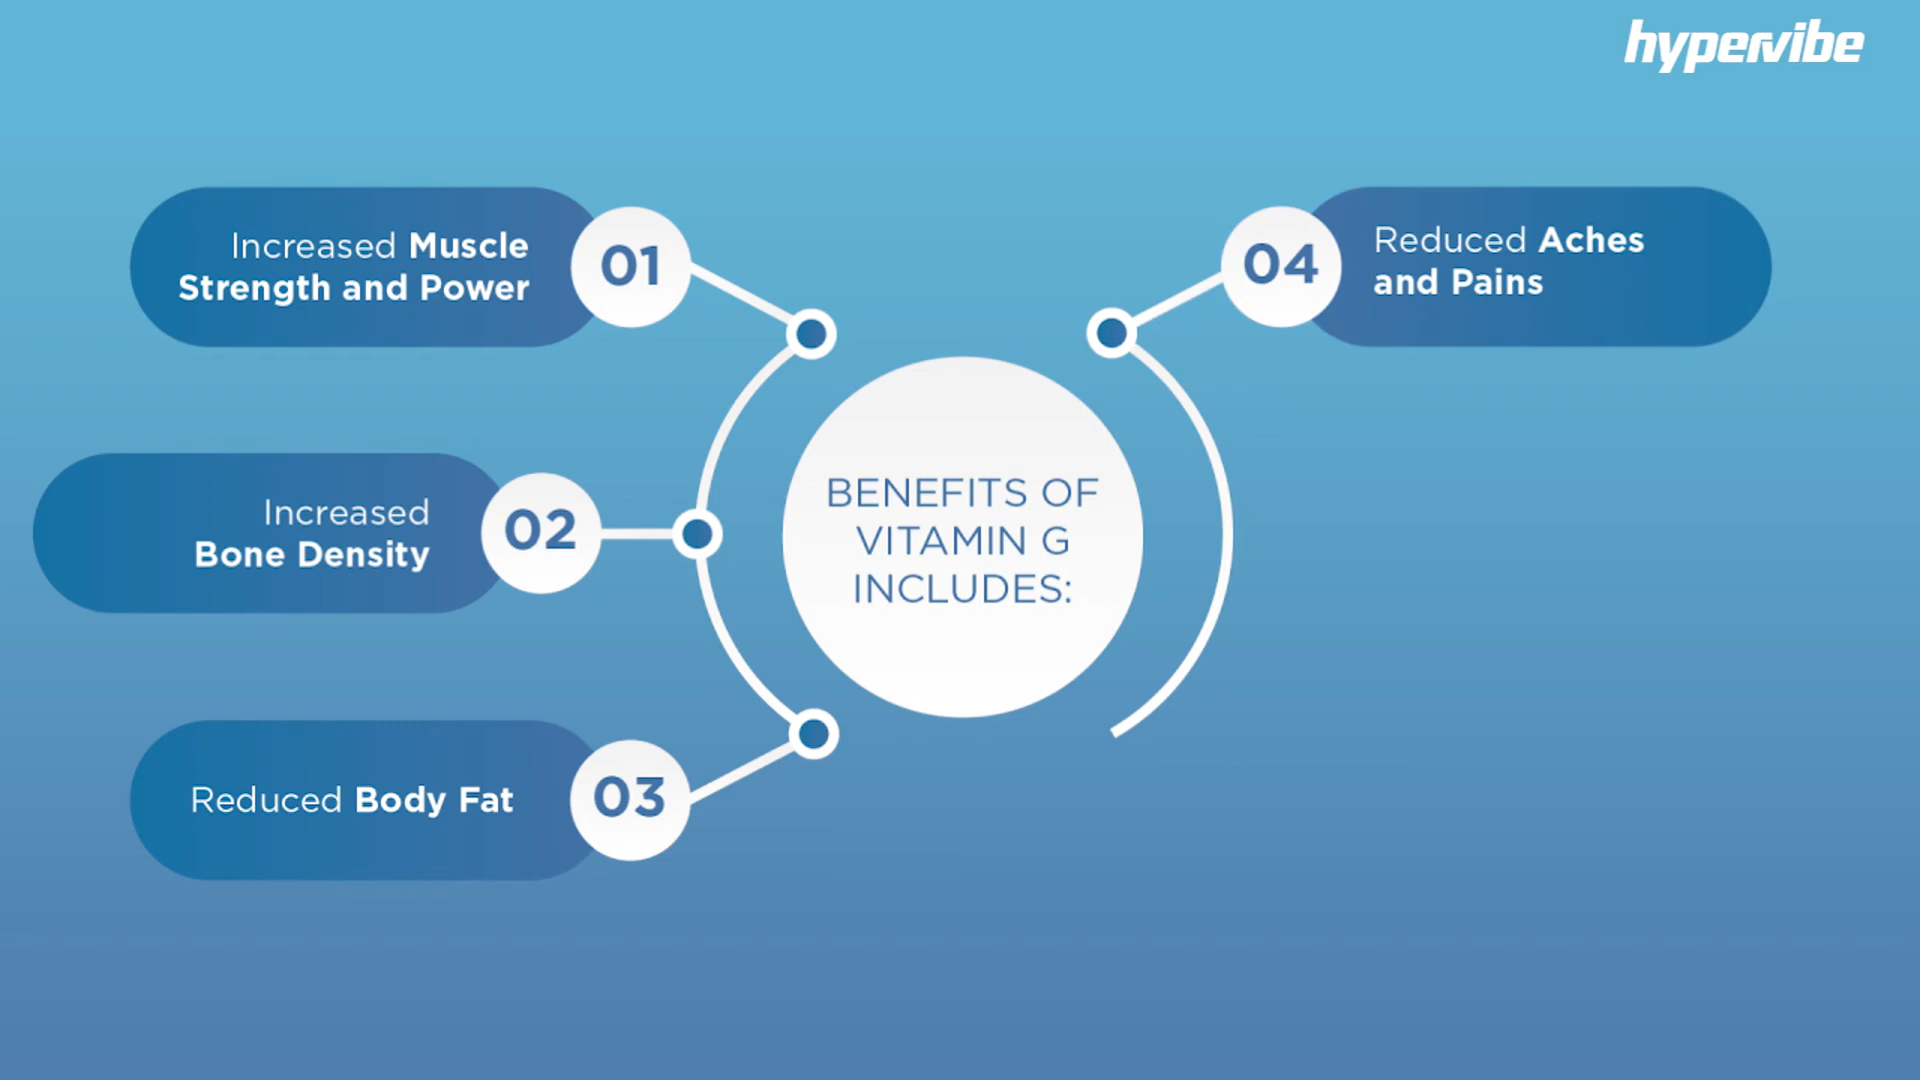 hypervibe
Increased Muscle
Strength and Power
01
Increased
Bone Density
02
Reduced Body Fat
03
BENEFITS OF
VITAMIN G
INCLUDES:
04
Reduced Aches
and Pains